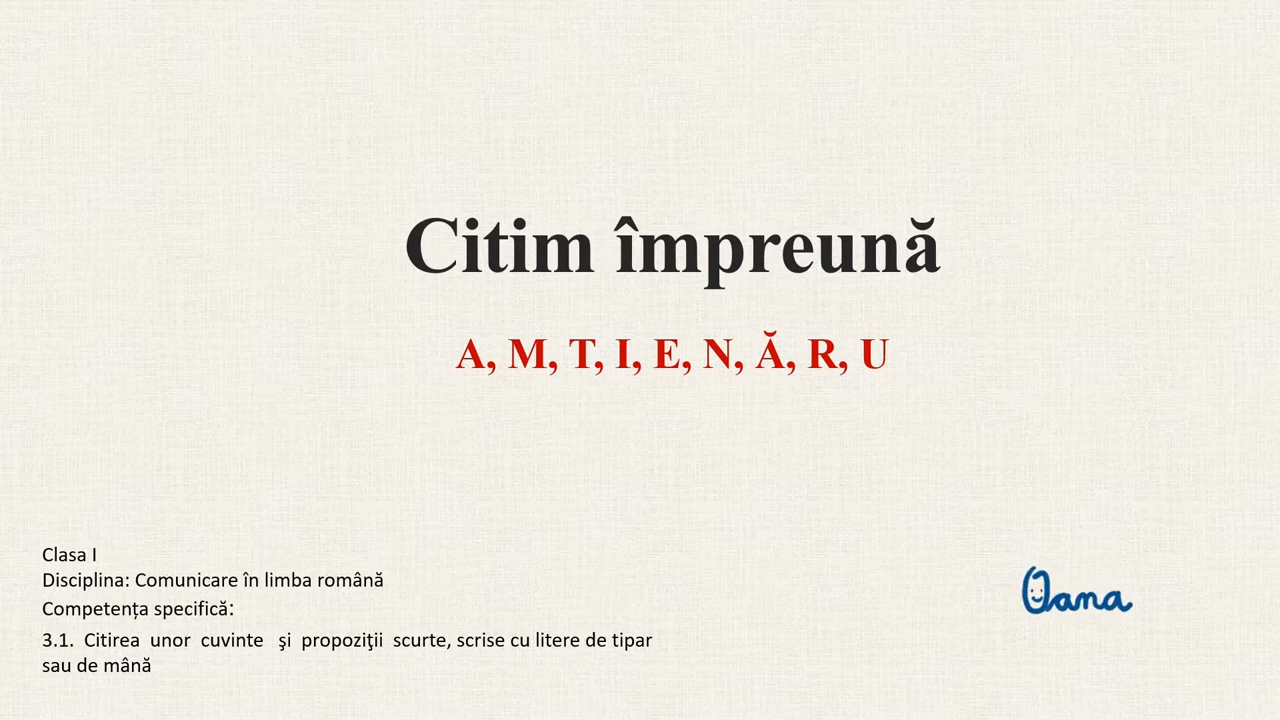 Citim împreună
A, M, T, I, E, N, Ă, R, U
Clasa I
Disciplina: Comunicare în limba română
Competența specifică:
3.1. Citirea unor cuvinte şi propoziţii scurte, scrise cu litere de tipar
sau de mână
Oana